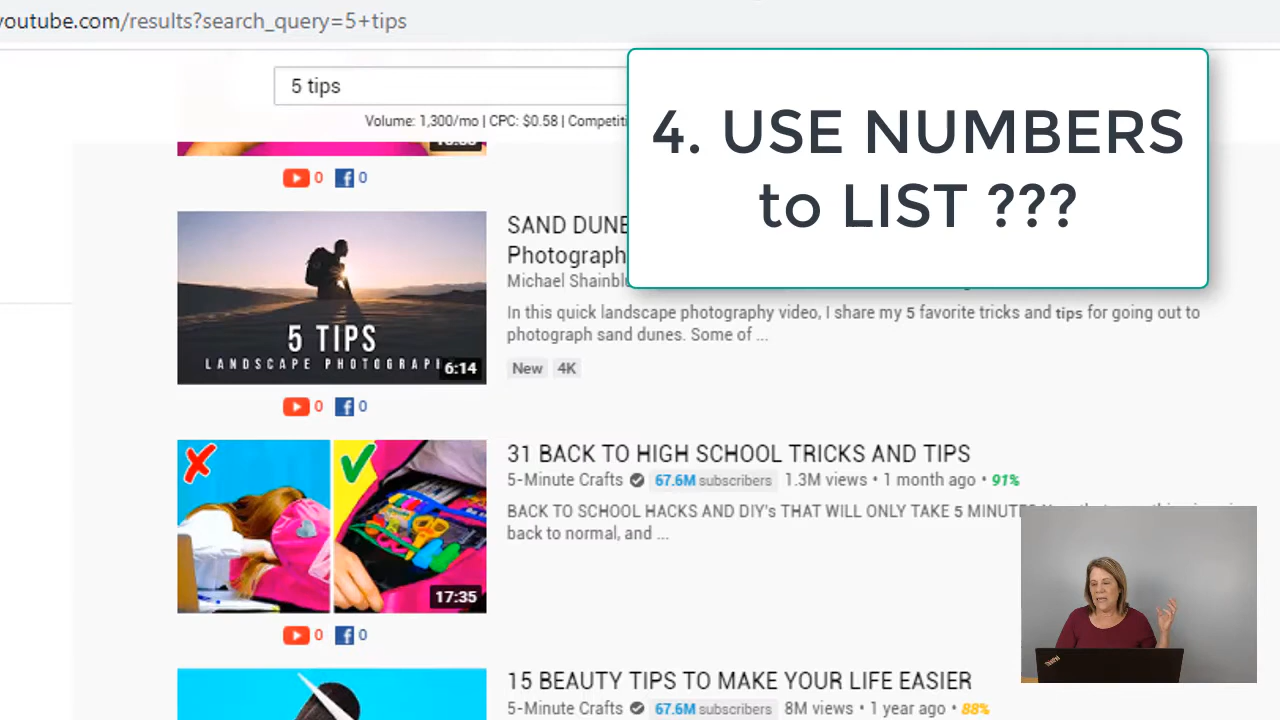 youtube.com/results?search_query=5+tips
5 tips
Volume: 1,300/mo | CPC: $0.58 |
4. USE NUMBERS
to LIST ???
0 0
SAND DUNE
Michael
In this quick landscape photography video, I share my 5 favorite tricks and tips for going out to
photograph sand dunes. Some of ...
5 TIPS
LANDSCAPE
6:14
New 4K
0 0
31 BACK TO HIGH SCHOOL TRICKS AND TIPS
5-Minute Crafts 67.6M subscribers 1.3M views • 1 month ago • 91%
BACK TO SCHOOL HACKS AND DIY's THAT WILL ONLY TAKE 5
back to normal, and ...
17:35
0 0
15 BEAUTY TIPS TO MAKE YOUR LIFE EASIER
5-Minute Crafts 67.6M subscribers 8M views • 1 year ago • 88%